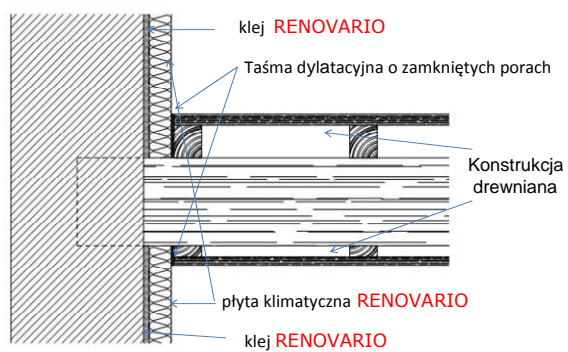 klej RENOVARIO
Taśma dylatacyjna o zamkniętych porach
Konstrukcja
drewniana
płyta klimatyczna RENOVARIO
klej RENOVARIO